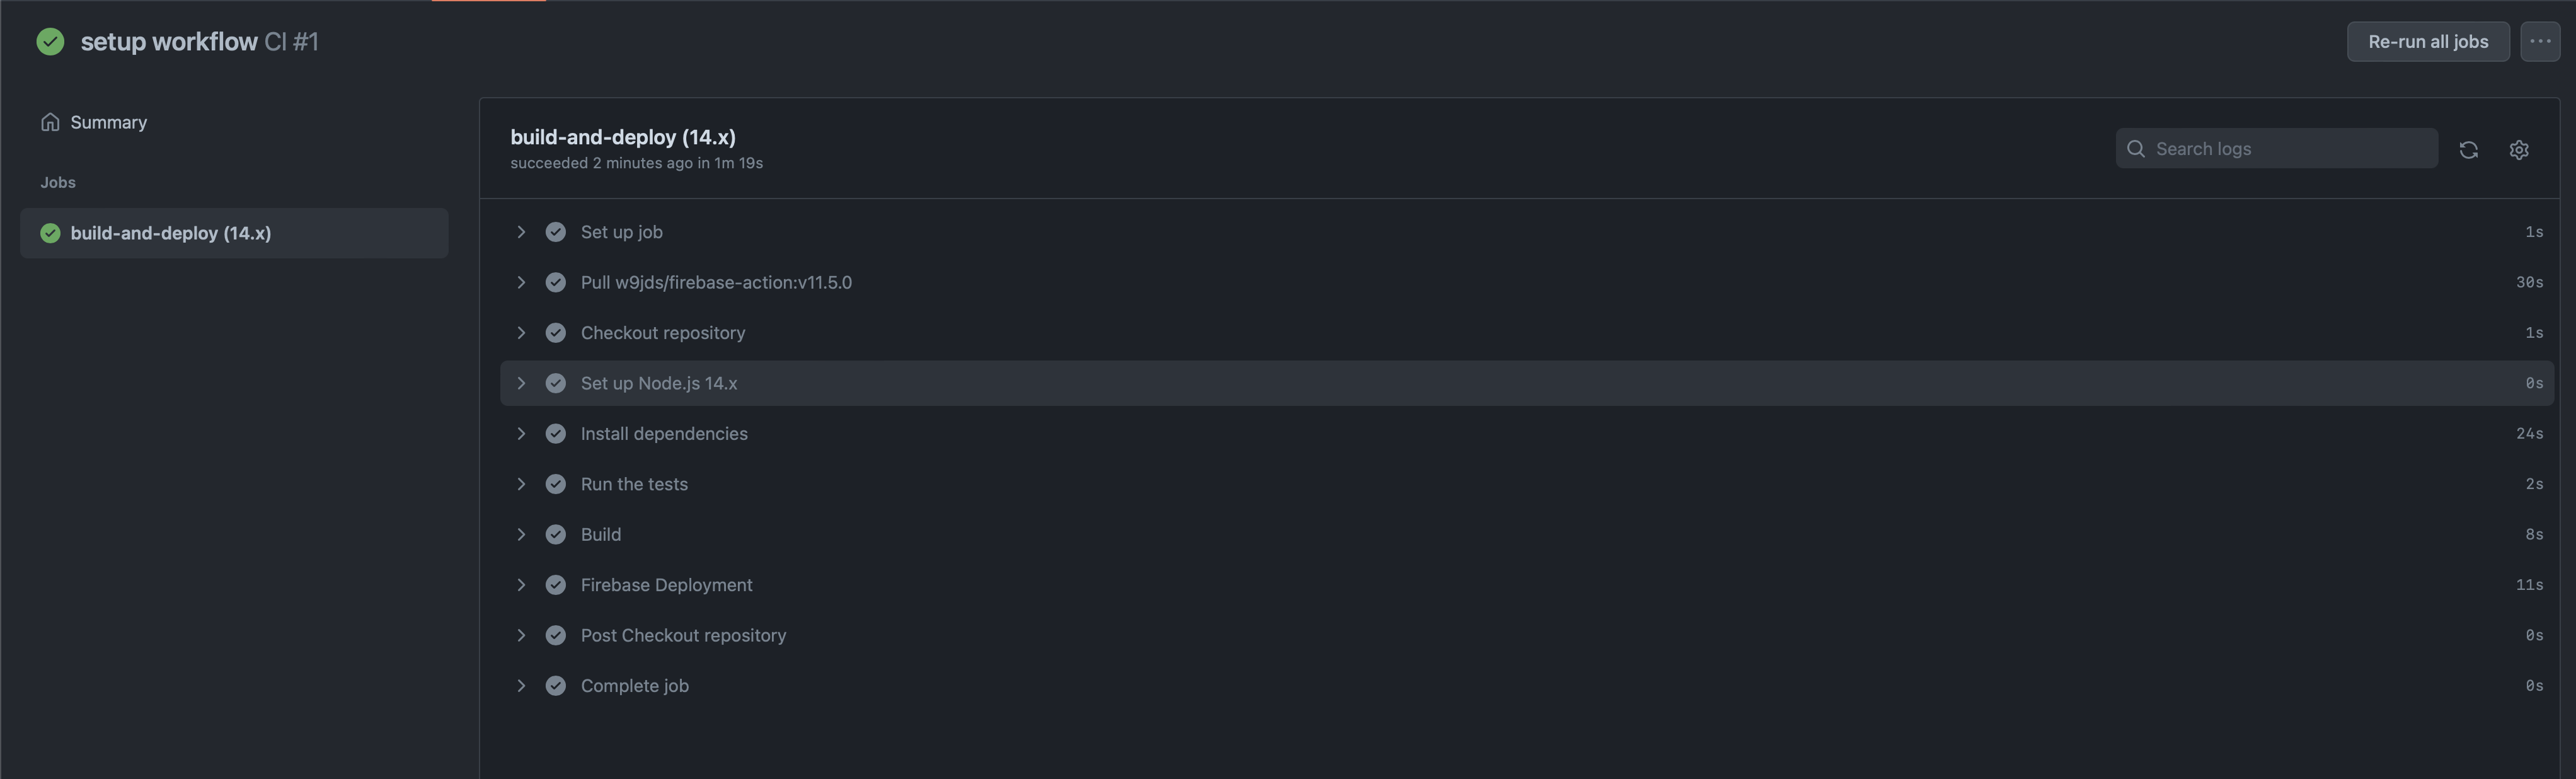 setup workflow CI #1
Re-run all jobs
Summary
Jobs
build-and-deploy (14.x)
build-and-deploy (14.x)
succeeded 2 minutes ago in 1m 19s
Search logs
Set up job 1s
Pull w9jds/firebase-action:v11.5.0 30s
Checkout repository 1s
Set up Node.js 14.x 0s
Install dependencies 24s
Run the tests 2s
Build 8s
Firebase Deployment 11s
Post Checkout repository 0s
Complete job 0s